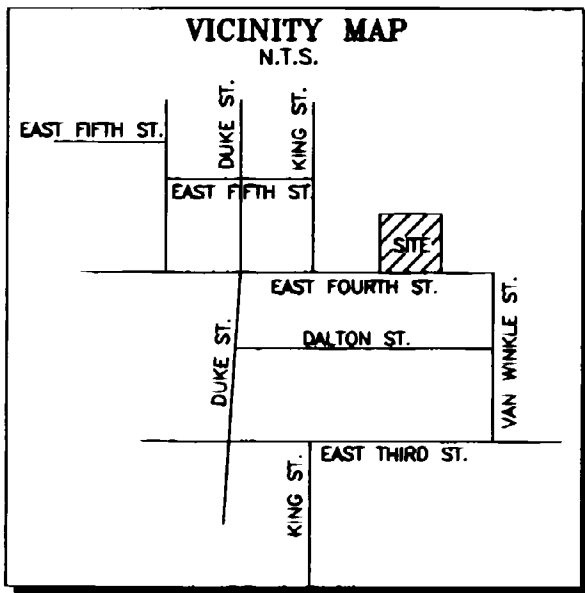 VICINITY MAP
N.T.S.
DUKE ST.
KING ST.
EAST FIFTH ST.
EAST FIFTH ST.
SITE
EAST FOURTH ST.
DUKE ST.
DALTON ST.
VAN WINKLE ST.
EAST THIRD ST.
KING ST.